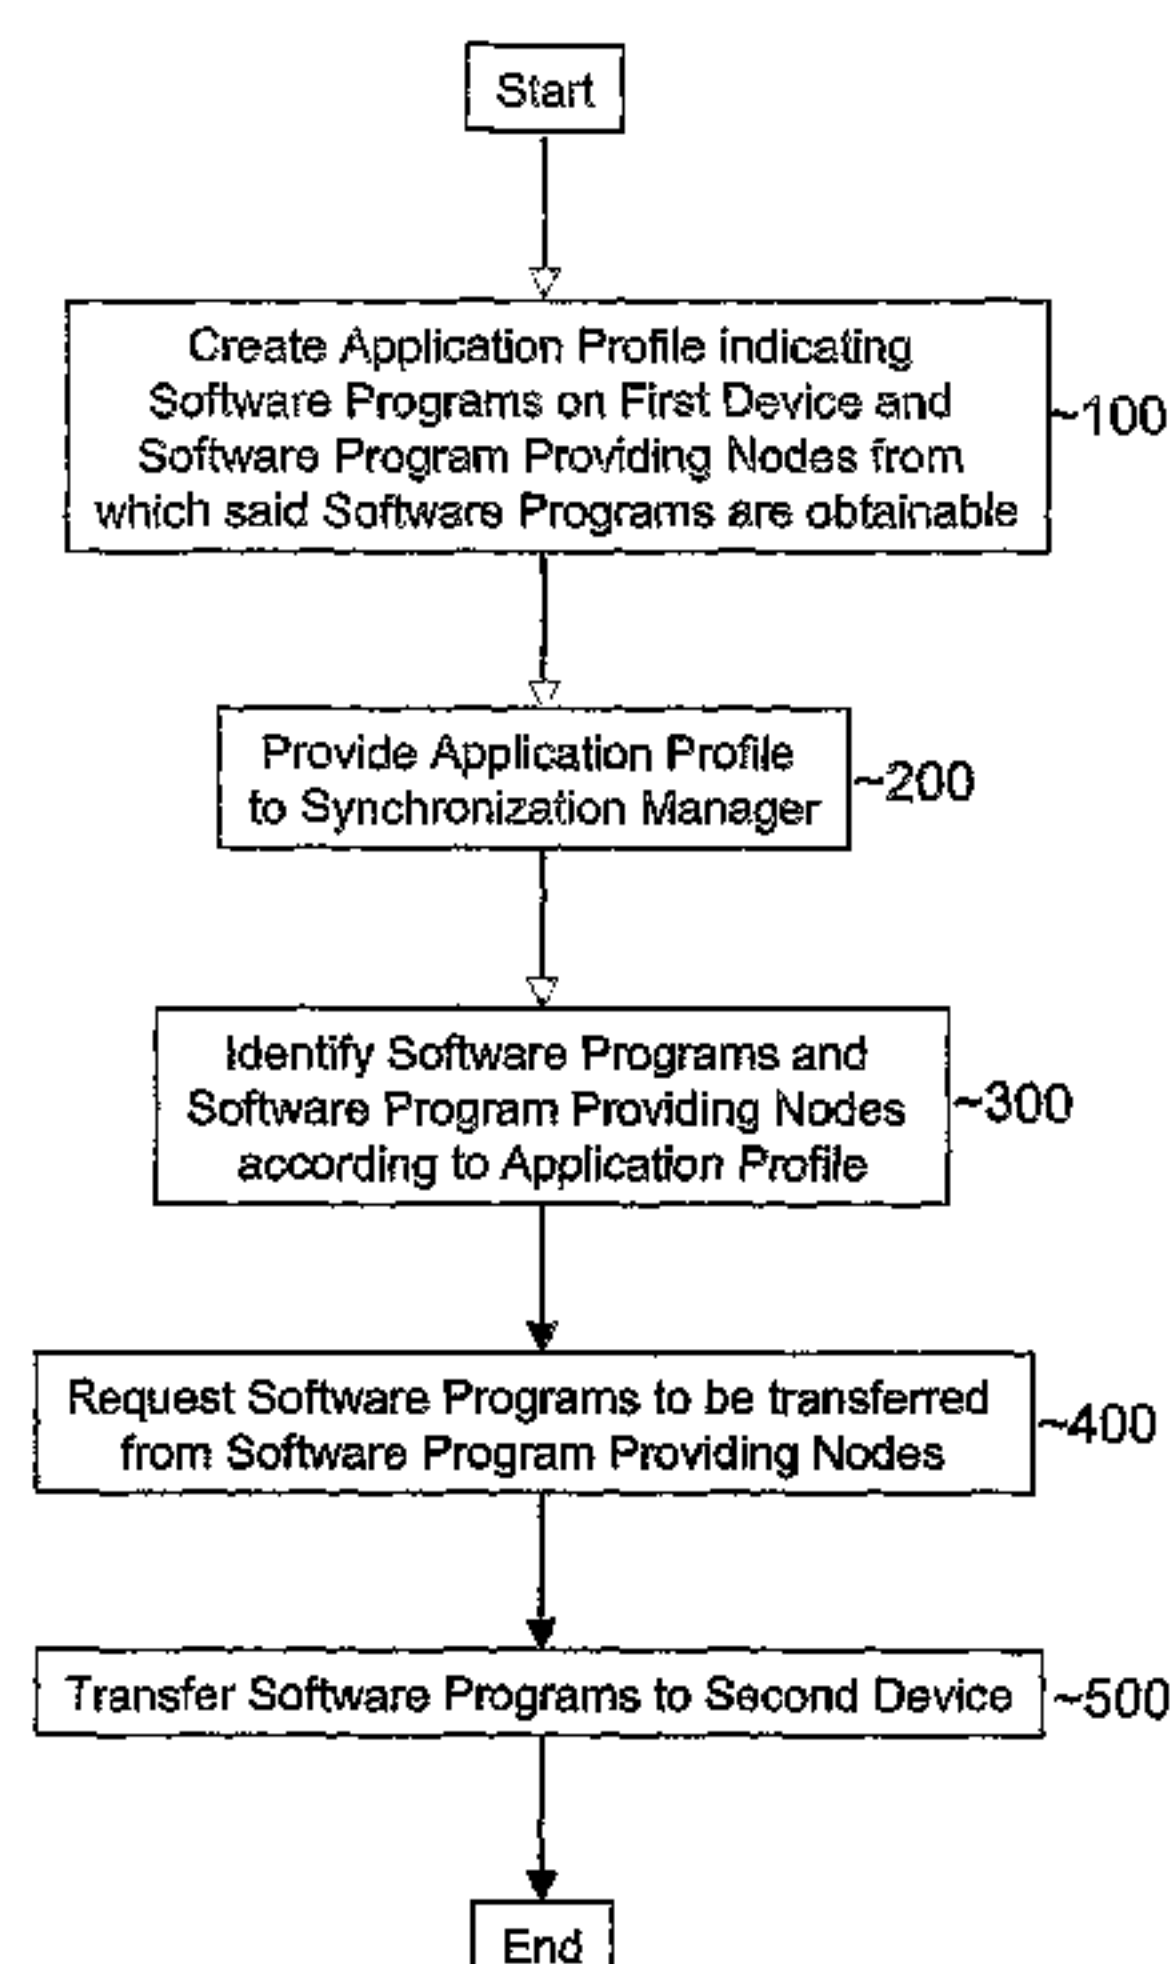 Start
Create Application Profile indicating
Software Programs on First Device and
Software Program Providing Nodes from
which said Software Programs are obtainable
~100
Provide Application Profile
to Synchronization Manager
~200
Identify Software Programs and
Software Program Providing Nodes
according to Application Profile
~300
Request Software Programs to be transferred
from Software Program Providing Nodes
~400
Transfer Software Programs to Second Device
~500
End